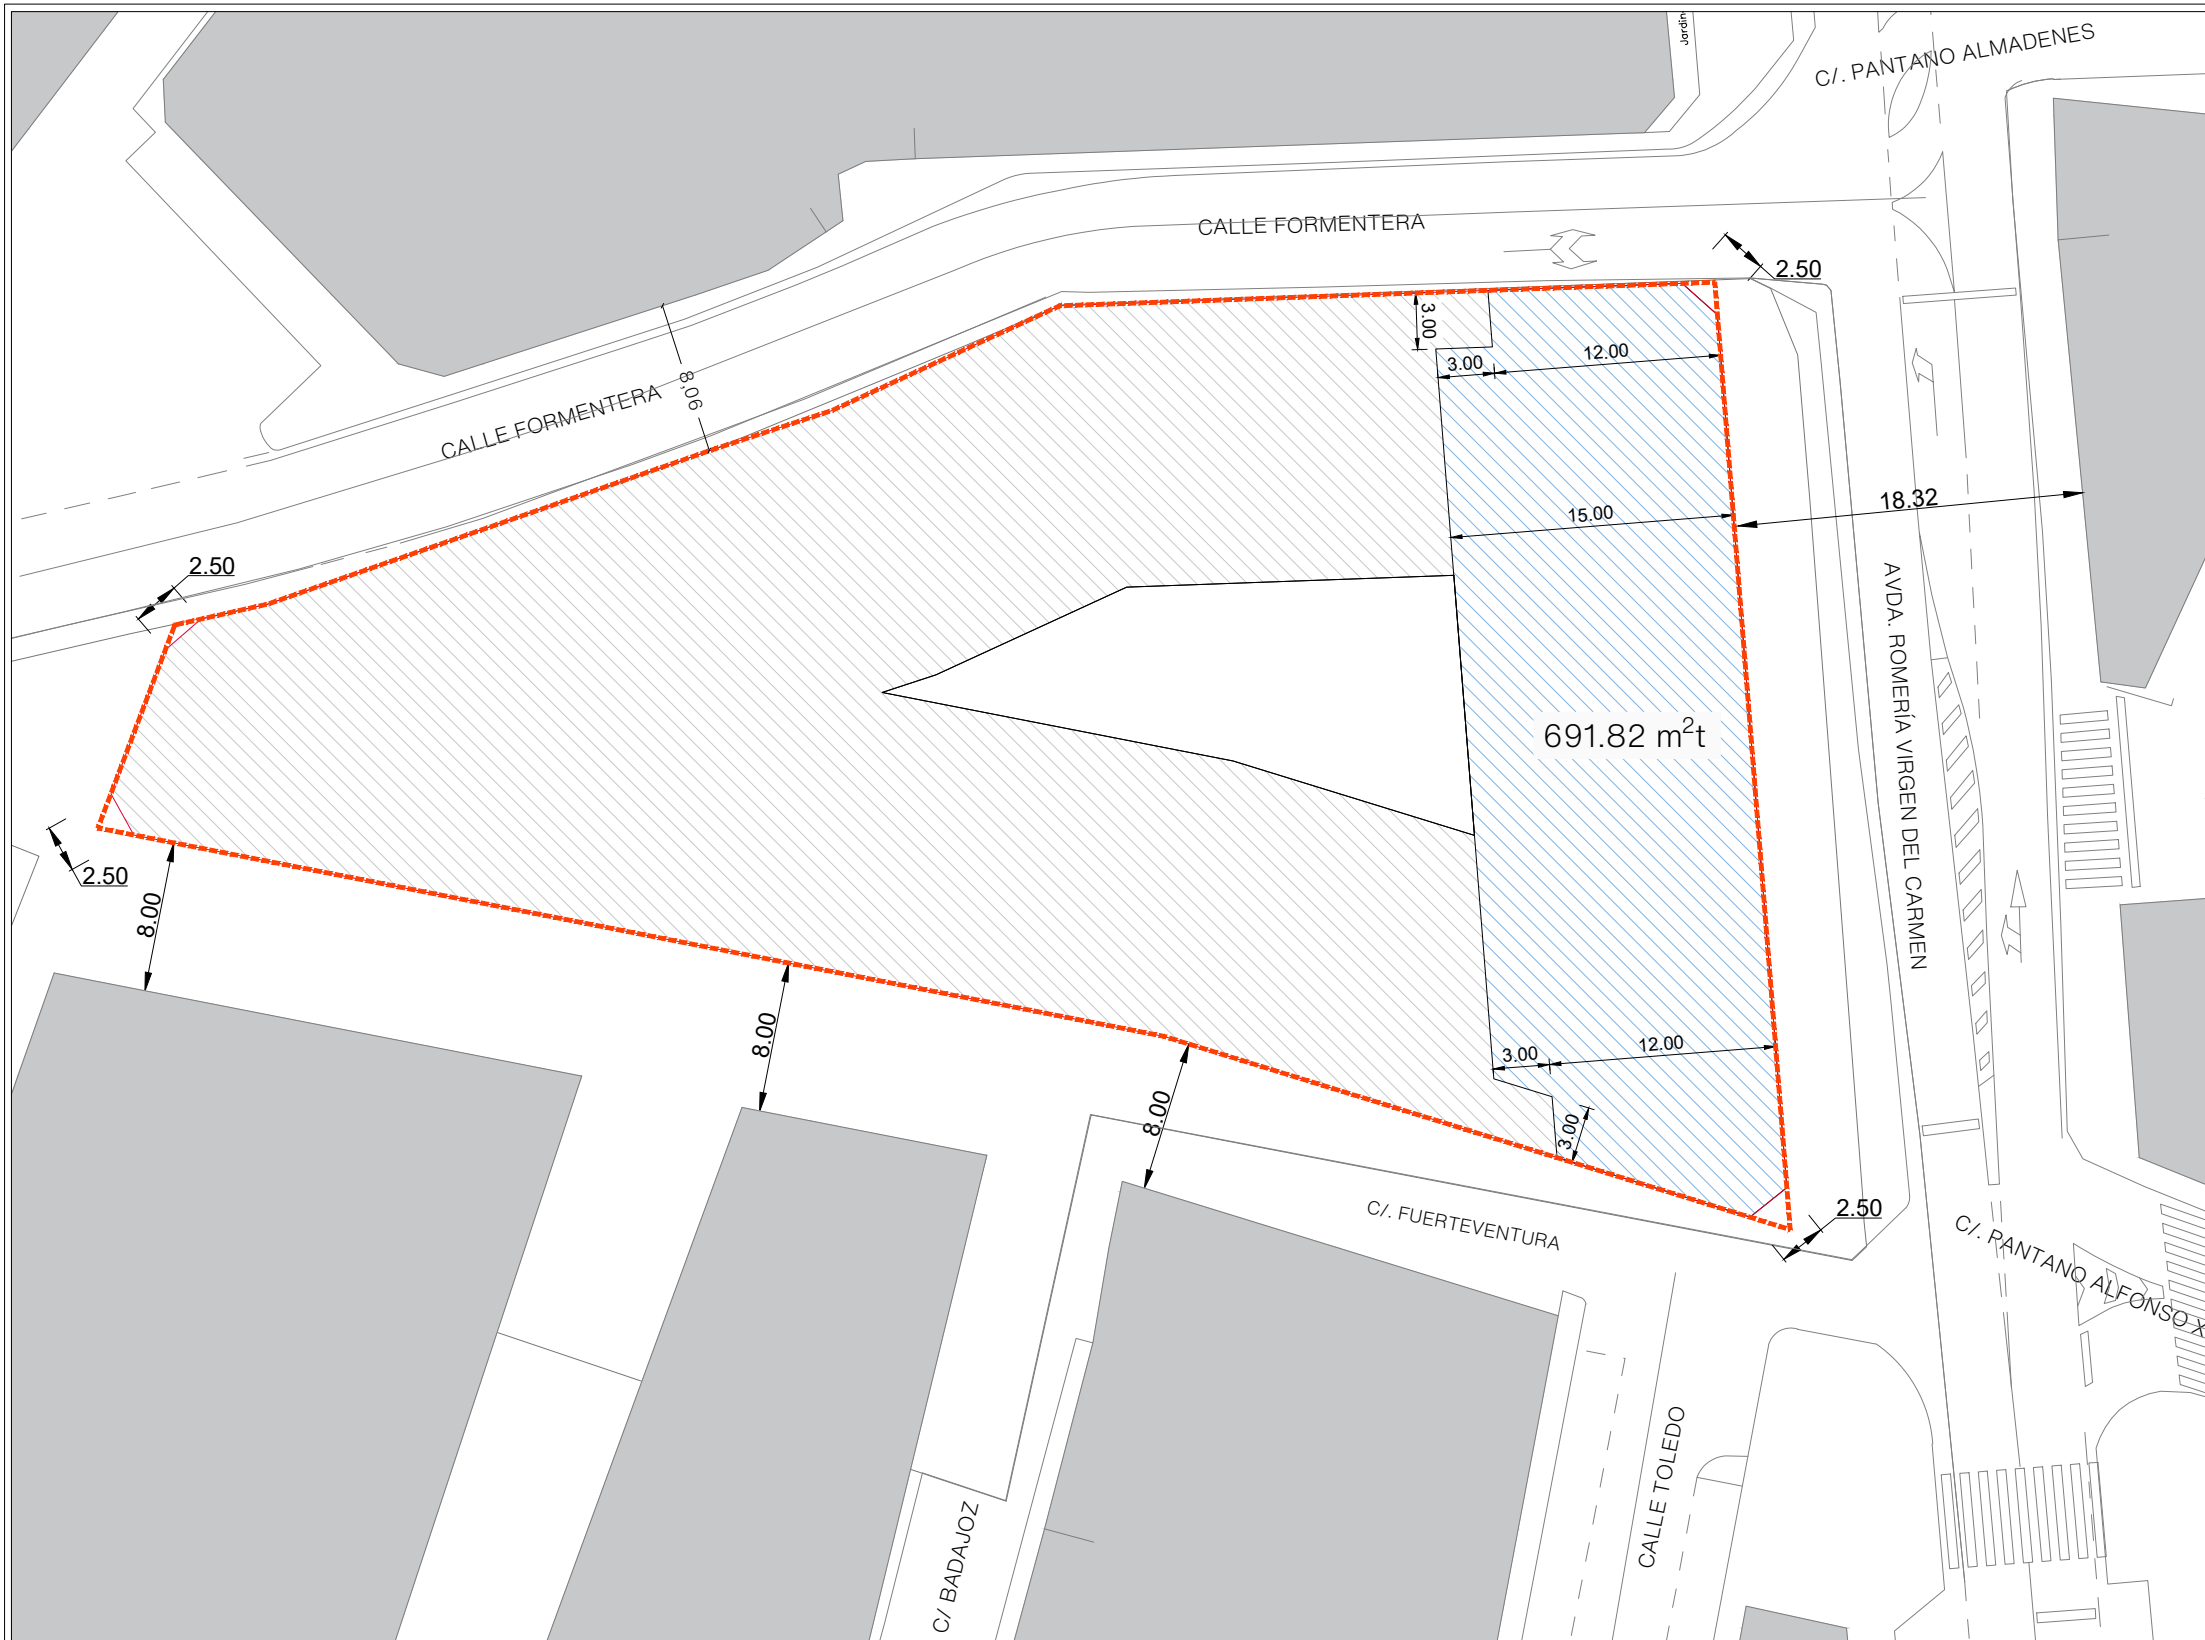 Jardin
C/. PANTANO ALMADENES
CALLE FORMENTERA
2.50
3.00
3.00
12.00
8,06
CALLE FORMENTERA
18.32
15.00
2.50
AVDA. ROMERÍA VIRGEN DEL CARMEN
691.82 m²t
2.50
8.00
8.00
3.00
12.00
8.00
3.00
C/. FUERTEVENTURA
2.50
C/. PANTANO ALFONSO X
CALLE TOLEDO
C/ BADAJOZ